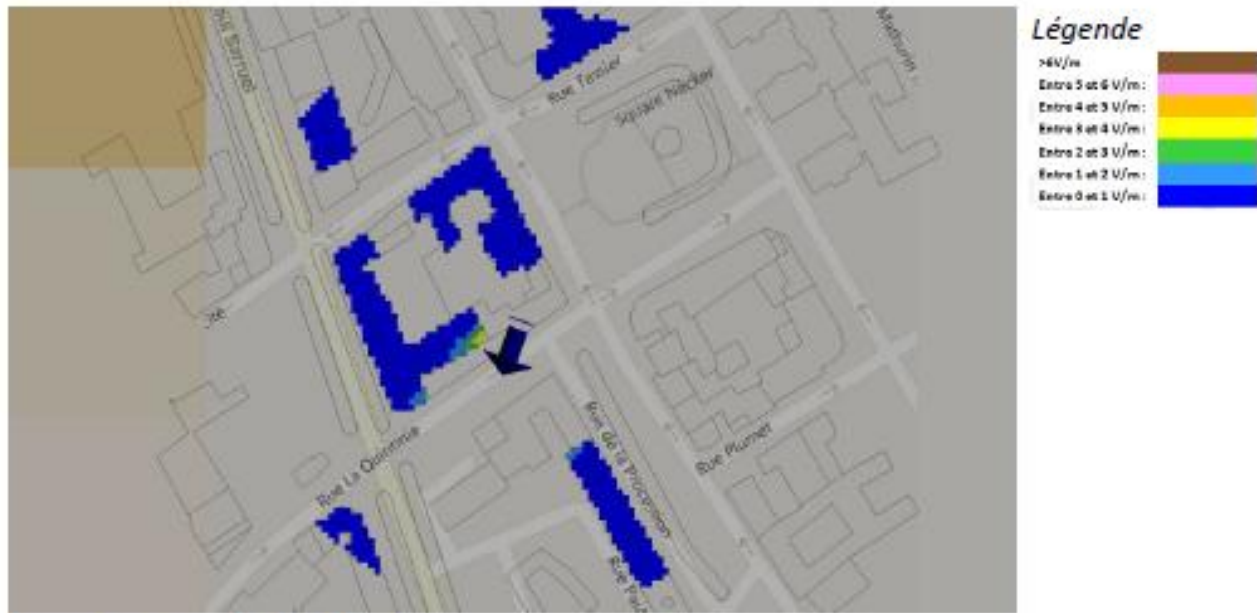 Légende
>6V/m
Entre 5 et 6 V/m :
Entre 4 et 5 V/m :
Entre 3 et 4 V/m :
Entre 2 et 3 V/m :
Entre 1 et 2 V/m :
Entre 0 et 1 V/m :
Mathurin
Rue Tessier
Square Necker
Rue La Quintinie
Rue de la Procession
Rue Plumet